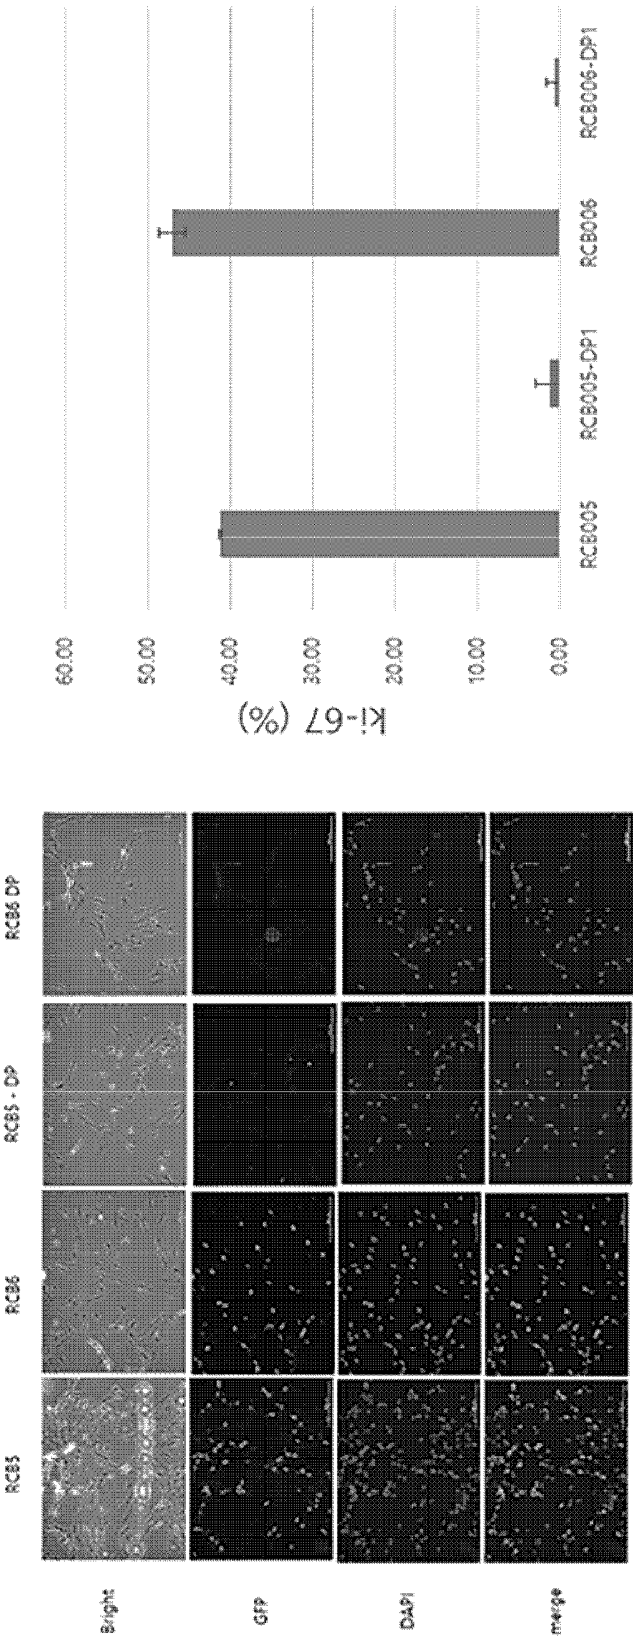 RCB5
RCB6
RCB5 - DP
RCB6 DP
Bright
GFP
DAPI
merge
ki-67 (%)
60.00
50.00
40.00
30.00
20.00
10.00
0.00
RCB005
RCB005-DP1
RCB006
RCB006-DP1